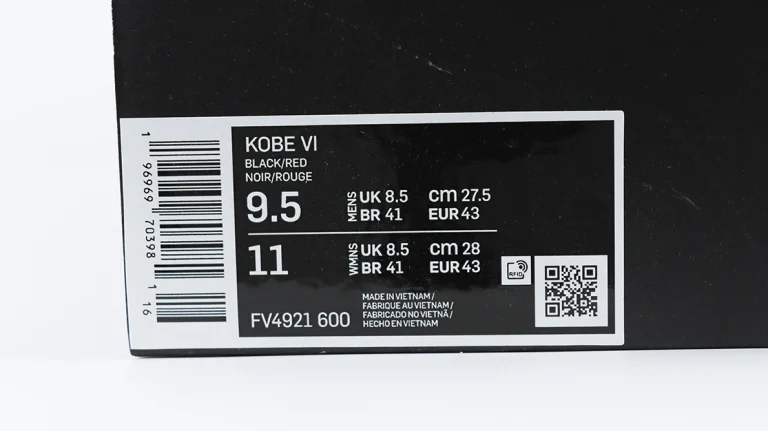 1 96969 70398 1 16
KOBE VI
BLACK/RED
NOIR/ROUGE
9.5 MENS UK 8.5 CM 27.5
BR 41 EUR 43
11 WMNS UK 8.5 CM 28
BR 41 EUR 43
RFID
FV4921 600
MADE IN VIETNAM /
FABRIQUE AU VIETNAM /
FABRICADO NO VIETNÃ /
HECHO EN VIETNAM